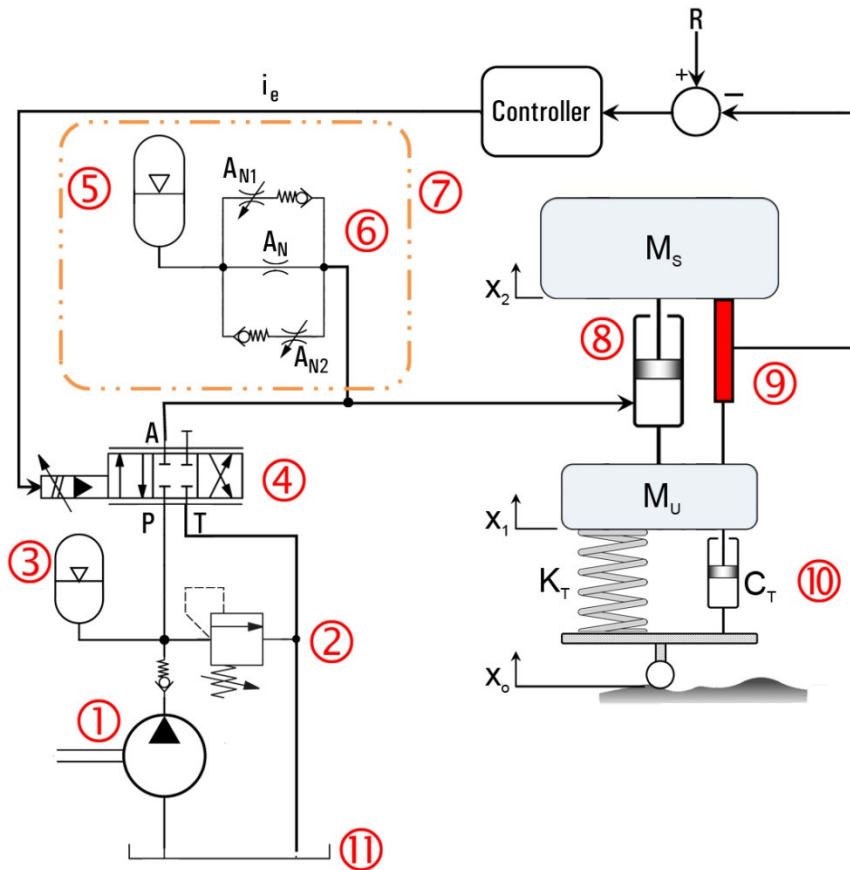 R
i_e
Controller
+
−
⑤
A_N1
⑦
⑥
A_N
M_S
X_2
⑧
A_N2
⑨
A
④
M_U
P
T
X_1
③
K_T
C_T
⑩
②
X_o
①
⑪